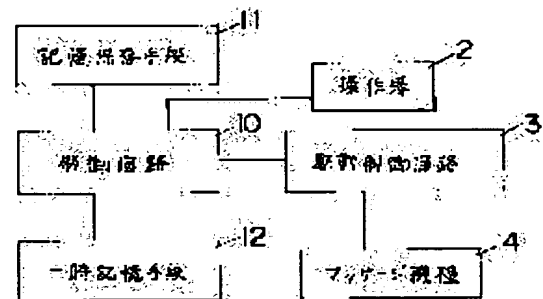 11
記憶保存手段
2
操作器
10
制御回路
3
駆動制御回路
12
一時記憶手段
4
マッサージ機構